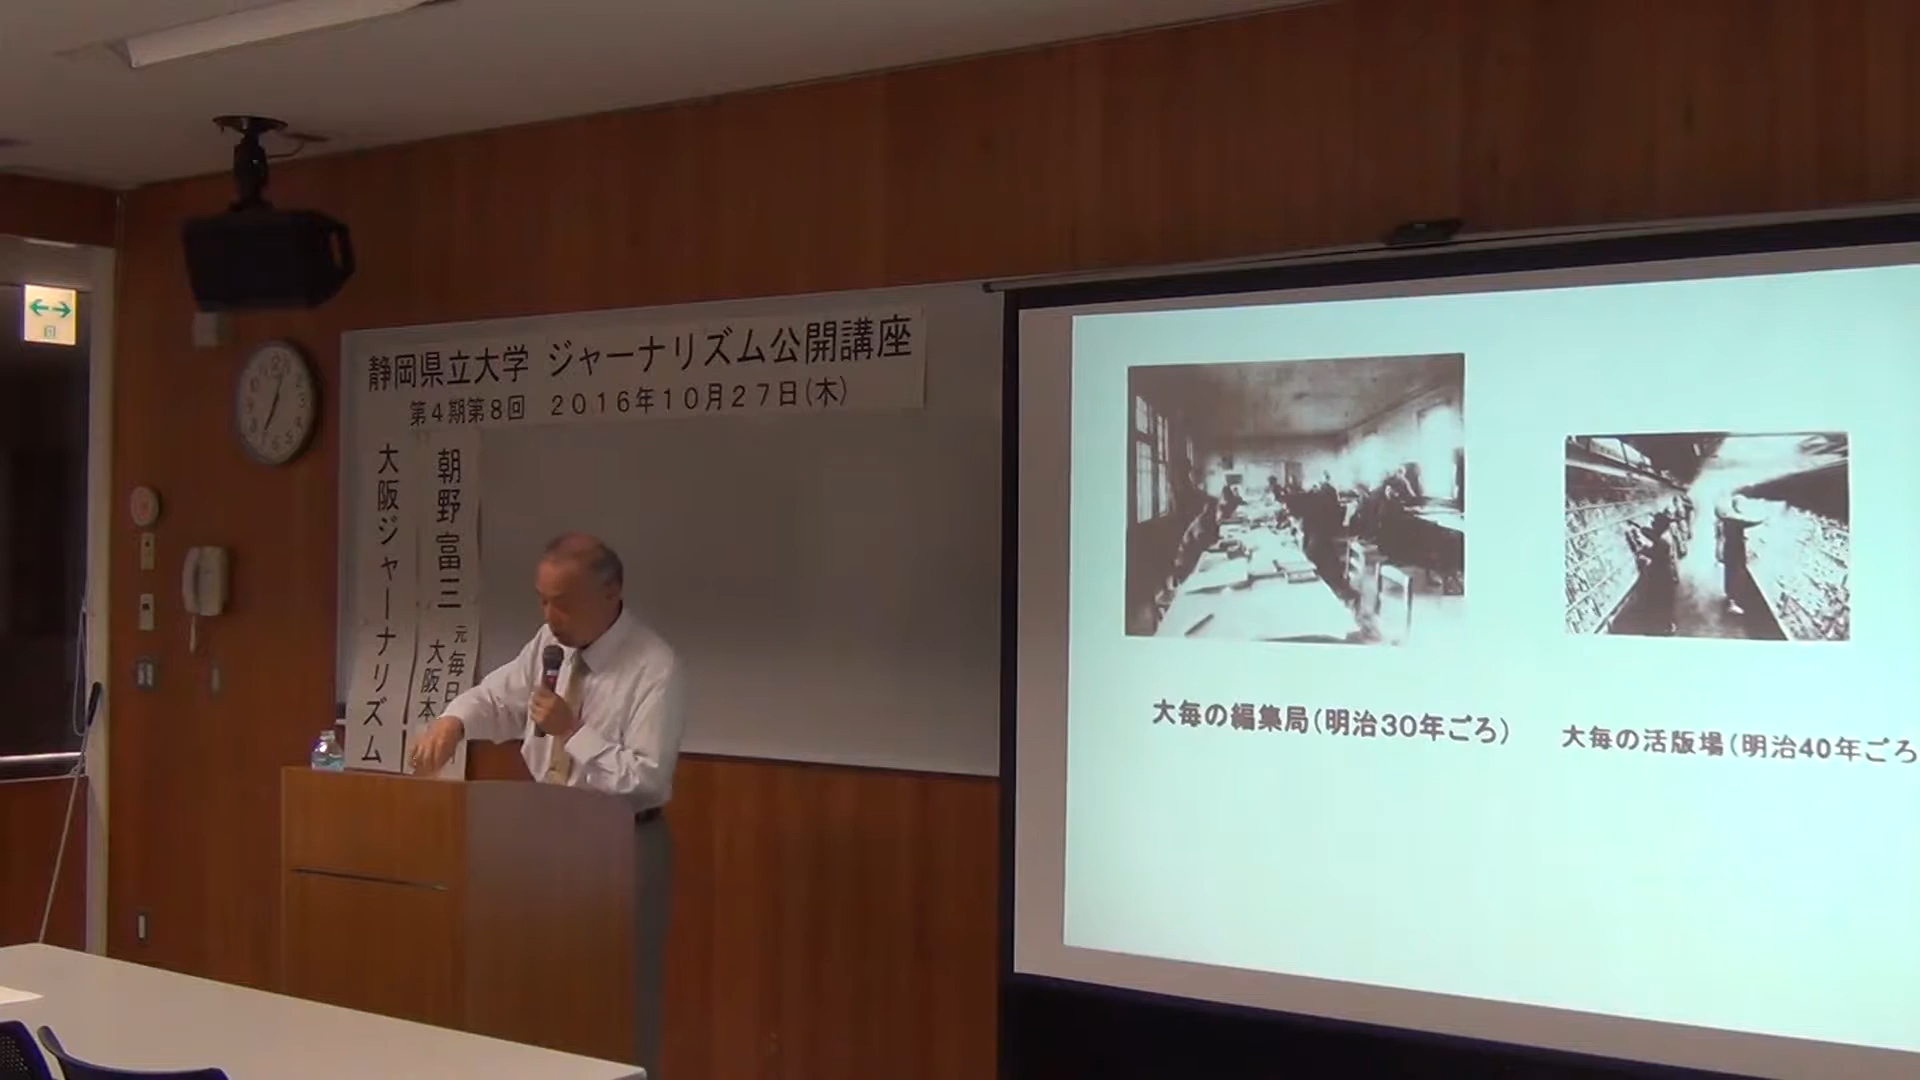 静岡県立大学 ジャーナリズム公開講座
第4期第8回 2016年10月27日(木)
朝野富三
元毎日
大阪本
大阪ジャーナリズム
大毎の編集局(明治30年ごろ)
大毎の活版場(明治40年ごろ